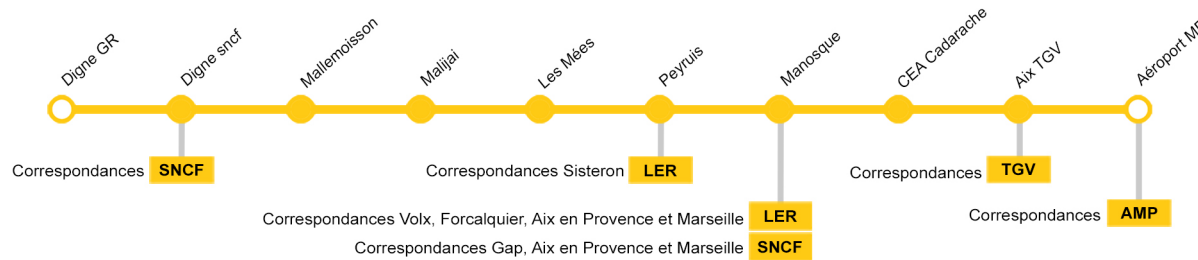 Digne GR
Digne sncf
Mallemoisson
Malijai
Les Mées
Peyruis
Manosque
CEA Cadarache
Aix TGV
Aéroport MP
Correspondances SNCF
Correspondances Sisteron LER
Correspondances TGV
Correspondances Volx, Forcalquier, Aix en Provence et Marseille LER
Correspondances AMP
Correspondances Gap, Aix en Provence et Marseille SNCF